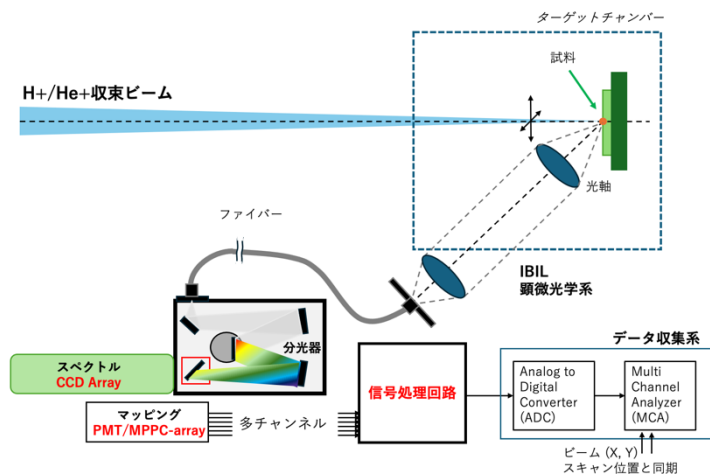 ターゲットチャンバー
試料
H+/He+収束ビーム
光軸
ファイバー
IBIL
顕微光学系
分光器
データ収集系
スペクトル
CCD Array
信号処理回路
Analog to
Digital
Converter
(ADC)
Multi
Channel
Analyzer
(MCA)
マッピング
PMT/MPPC-array
多チャンネル
ビーム (X, Y)
スキャン位置と同期